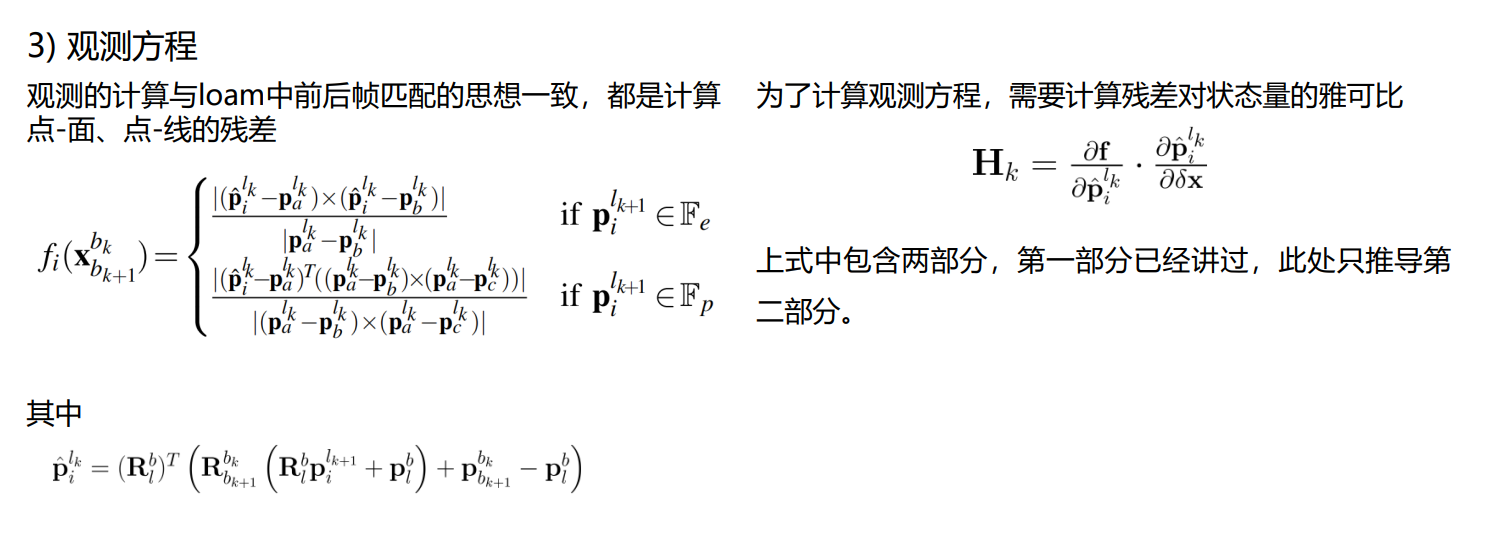 3) 观测方程
观测的计算与loam中前后帧匹配的思想一致，都是计算
点-面、点-线的残差
$f_i(\mathbf{x}_{b_{k+1}}^{b_k}) = \begin{cases} \frac{|(\hat{\mathbf{p}}_i^{l_k} - \mathbf{p}_a^{l_k}) \times (\hat{\mathbf{p}}_i^{l_k} - \mathbf{p}_b^{l_k})|}{|\mathbf{p}_a^{l_k} - \mathbf{p}_b^{l_k}|} & \text{if } \mathbf{p}_i^{l_{k+1}} \in \mathbb{F}_e \\ \frac{|(\hat{\mathbf{p}}_i^{l_k} - \mathbf{p}_a^{l_k})^T((\mathbf{p}_a^{l_k} - \mathbf{p}_b^{l_k}) \times (\mathbf{p}_a^{l_k} - \mathbf{p}_c^{l_k}))|}{|(\mathbf{p}_a^{l_k} - \mathbf{p}_b^{l_k}) \times (\mathbf{p}_a^{l_k} - \mathbf{p}_c^{l_k})|} & \text{if } \mathbf{p}_i^{l_{k+1}} \in \mathbb{F}_p \end{cases}$
其中
$\hat{\mathbf{p}}_i^{l_k} = (\mathbf{R}_l^b)^T \left( \mathbf{R}_{b_{k+1}}^{b_k} \left( \mathbf{R}_l^b \mathbf{p}_i^{l_{k+1}} + \mathbf{p}_l^b \right) + \mathbf{p}_{b_{k+1}}^{b_k} - \mathbf{p}_l^b \right)$
为了计算观测方程，需要计算残差对状态量的雅可比
$\mathbf{H}_k = \frac{\partial \mathbf{f}}{\partial \hat{\mathbf{p}}_i^{l_k}} \cdot \frac{\partial \hat{\mathbf{p}}_i^{l_k}}{\partial \delta \mathbf{x}}$
上式中包含两部分，第一部分已经讲过，此处只推导第
二部分。